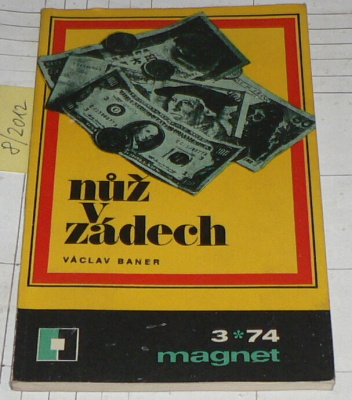 8/2012
nůž
v
zádech
VÁCLAV BANER
3*74
magnet